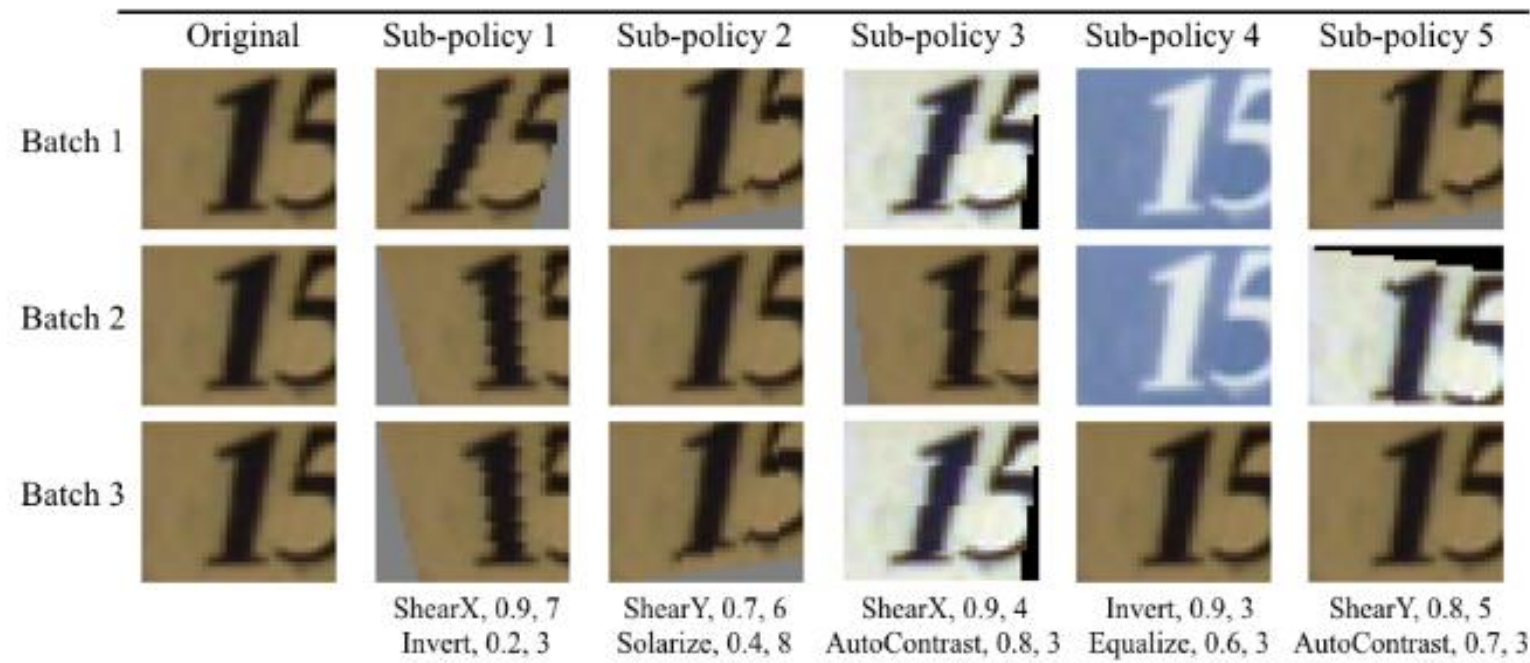 Original Sub-policy 1 Sub-policy 2 Sub-policy 3 Sub-policy 4 Sub-policy 5
Batch 1 15 15 15 15 15 15
Batch 2 15 15 15 15 15 15
Batch 3 15 15 15 15 15 15
ShearX, 0.9, 7 ShearY, 0.7, 6 ShearX, 0.9, 4 Invert, 0.9, 3 ShearY, 0.8, 5
Invert, 0.2, 3 Solarize, 0.4, 8 AutoContrast, 0.8, 3 Equalize, 0.6, 3 AutoContrast, 0.7, 3